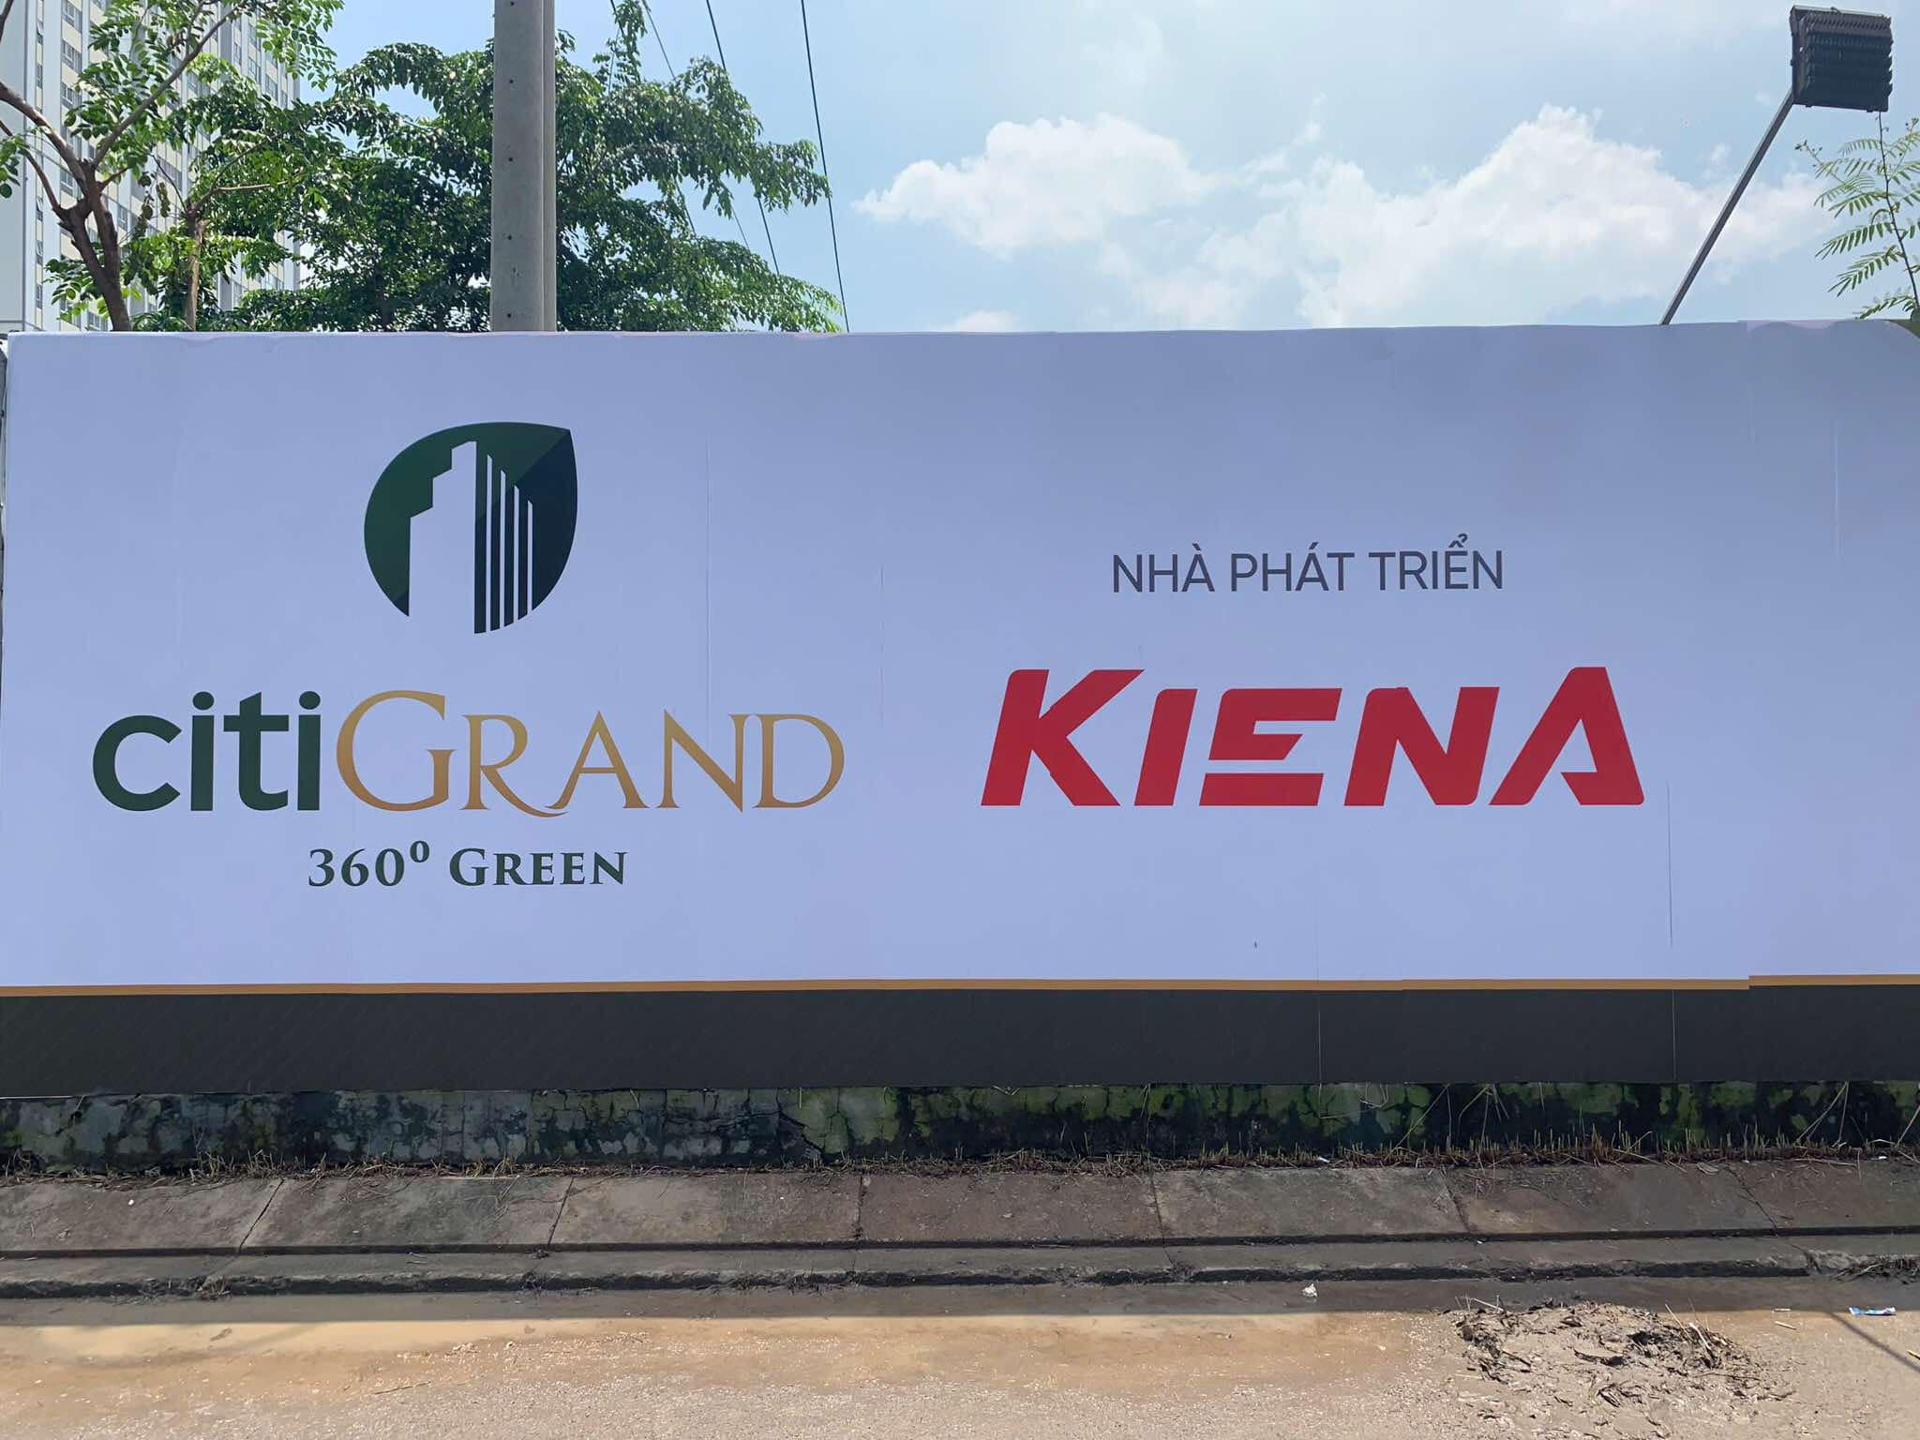 citiGRAND
360⁰ GREEN
NHÀ PHÁT TRIỂN
KIENA